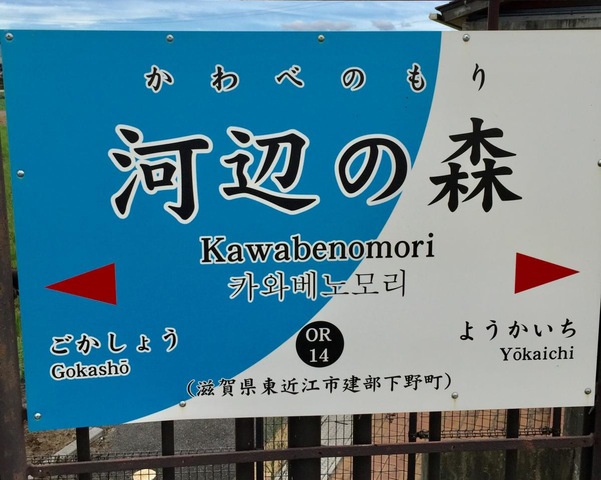 かわべのもり
河辺の森
Kawabenomori
카와베노모리
ごかしょう
Gokashō
OR
14
ようかいち
Yōkaichi
(滋賀県東近江市建部下野町)